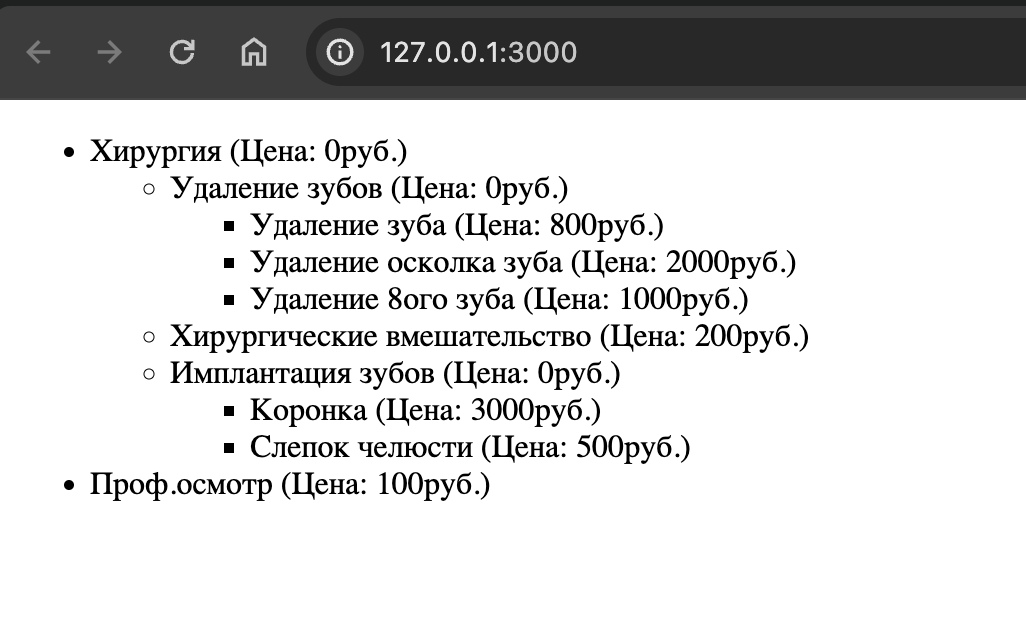 127.0.0.1:3000
Хирургия (Цена: 0руб.)
Удаление зубов (Цена: 0руб.)
Удаление зуба (Цена: 800руб.)
Удаление осколка зуба (Цена: 2000руб.)
Удаление 8ого зуба (Цена: 1000руб.)
Хирургические вмешательство (Цена: 200руб.)
Имплантация зубов (Цена: 0руб.)
Коронка (Цена: 3000руб.)
Слепок челюсти (Цена: 500руб.)
Проф.осмотр (Цена: 100руб.)